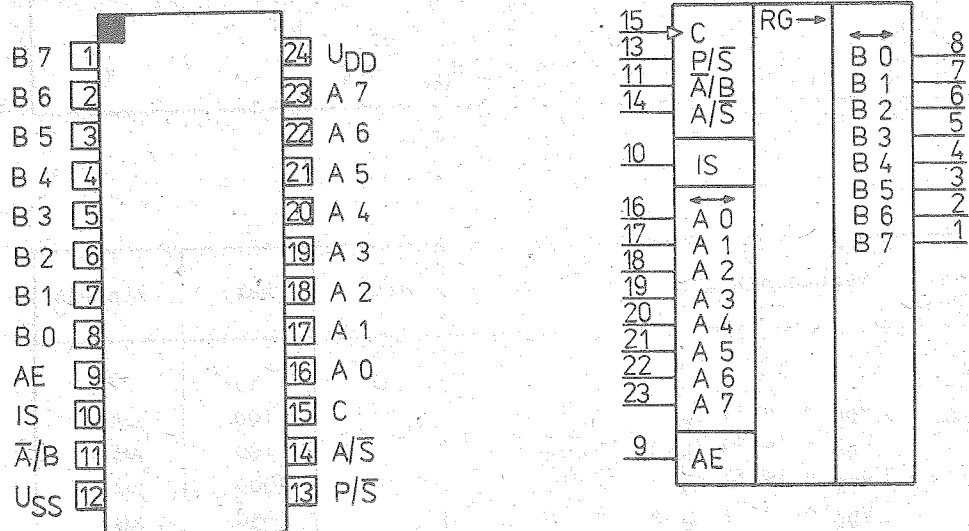 B 7 1
B 6 2
B 5 3
B 4 4
B 3 5
B 2 6
B 1 7
B 0 8
AE 9
IS 10
A̅/B 11
USS 12
24 UDD
23 A 7
22 A 6
21 A 5
20 A 4
19 A 3
18 A 2
17 A 1
16 A 0
15 C
14 A/S̅
13 P/S̅
15 C
13 P/S̅
11 A̅/B
14 A/S̅
10 IS
↔
16 A 0
17 A 1
18 A 2
19 A 3
20 A 4
21 A 5
22 A 6
23 A 7
9 AE
RG→
↔
B 0 8
B 1 7
B 2 6
B 3 5
B 4 4
B 5 3
B 6 2
B 7 1